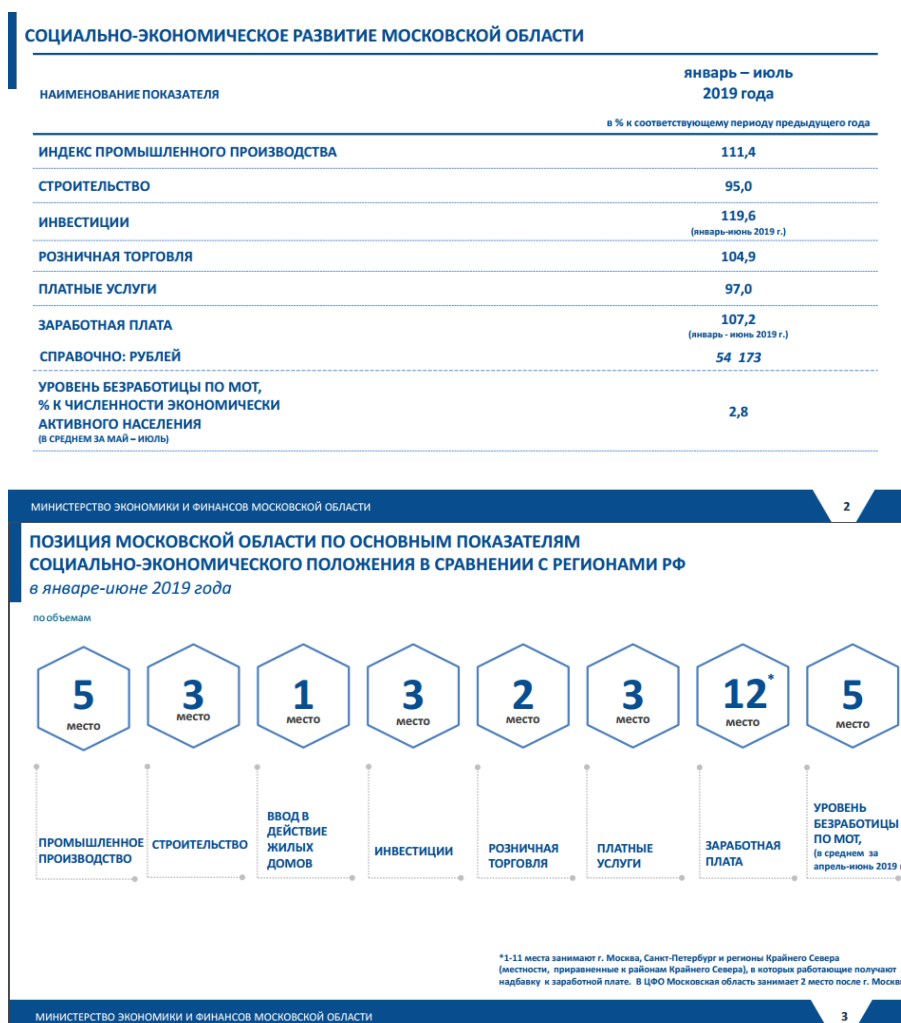 СОЦИАЛЬНО-ЭКОНОМИЧЕСКОЕ РАЗВИТИЕ МОСКОВСКОЙ ОБЛАСТИ
НАИМЕНОВАНИЕ ПОКАЗАТЕЛЯ
январь – июль
2019 года
в % к соответствующему периоду предыдущего года
ИНДЕКС ПРОМЫШЛЕННОГО ПРОИЗВОДСТВА 111,4
СТРОИТЕЛЬСТВО 95,0
ИНВЕСТИЦИИ 119,6
(январь-июнь 2019 г.)
РОЗНИЧНАЯ ТОРГОВЛЯ 104,9
ПЛАТНЫЕ УСЛУГИ 97,0
ЗАРАБОТНАЯ ПЛАТА 107,2
(январь - июнь 2019 г.)
СПРАВОЧНО: РУБЛЕЙ 54 173
УРОВЕНЬ БЕЗРАБОТИЦЫ ПО МОТ,
% К ЧИСЛЕННОСТИ ЭКОНОМИЧЕСКИ
АКТИВНОГО НАСЕЛЕНИЯ
(В СРЕДНЕМ ЗА МАЙ – ИЮЛЬ)
2,8
МИНИСТЕРСТВО ЭКОНОМИКИ И ФИНАНСОВ МОСКОВСКОЙ ОБЛАСТИ 2
ПОЗИЦИЯ МОСКОВСКОЙ ОБЛАСТИ ПО ОСНОВНЫМ ПОКАЗАТЕЛЯМ
СОЦИАЛЬНО-ЭКОНОМИЧЕСКОГО ПОЛОЖЕНИЯ В СРАВНЕНИИ С РЕГИОНАМИ РФ
в январе-июне 2019 года
по объемам
5
место
3
место
1
место
3
место
2
место
3
место
12*
место
5
место
ПРОМЫШЛЕННОЕ
ПРОИЗВОДСТВО
СТРОИТЕЛЬСТВО
ВВОД В
ДЕЙСТВИЕ
ЖИЛЫХ
ДОМОВ
ИНВЕСТИЦИИ
РОЗНИЧНАЯ
ТОРГОВЛЯ
ПЛАТНЫЕ
УСЛУГИ
ЗАРАБОТНАЯ
ПЛАТА
УРОВЕНЬ
БЕЗРАБОТИЦЫ
ПО МОТ,
(в среднем за
апрель-июнь 2019
*1-11 места занимают г. Москва, Санкт-Петербург и регионы Крайнего Севера
(местности, приравненные к районам Крайнего Севера), в которых работающие получают
надбавку к заработной плате. В ЦФО Московская область занимает 2 место после г. Москв
МИНИСТЕРСТВО ЭКОНОМИКИ И ФИНАНСОВ МОСКОВСКОЙ ОБЛАСТИ 3